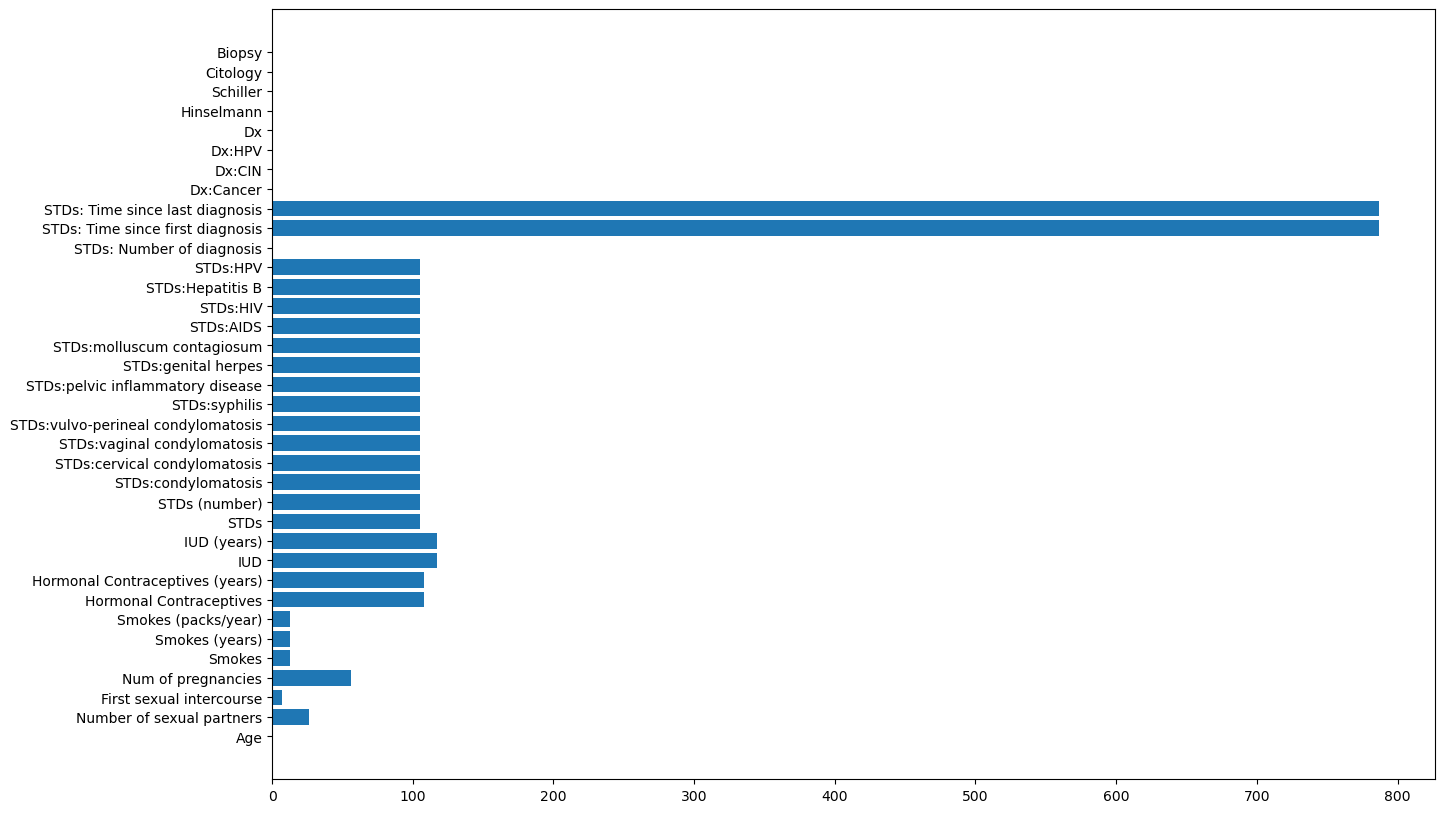 Biopsy
Citology
Schiller
Hinselmann
Dx
Dx:HPV
Dx:CIN
Dx:Cancer
STDs: Time since last diagnosis
STDs: Time since first diagnosis
STDs: Number of diagnosis
STDs:HPV
STDs:Hepatitis B
STDs:HIV
STDs:AIDS
STDs:molluscum contagiosum
STDs:genital herpes
STDs:pelvic inflammatory disease
STDs:syphilis
STDs:vulvo-perineal condylomatosis
STDs:vaginal condylomatosis
STDs:cervical condylomatosis
STDs:condylomatosis
STDs (number)
STDs
IUD (years)
IUD
Hormonal Contraceptives (years)
Hormonal Contraceptives
Smokes (packs/year)
Smokes (years)
Smokes
Num of pregnancies
First sexual intercourse
Number of sexual partners
Age
0 100 200 300 400 500 600 700 800